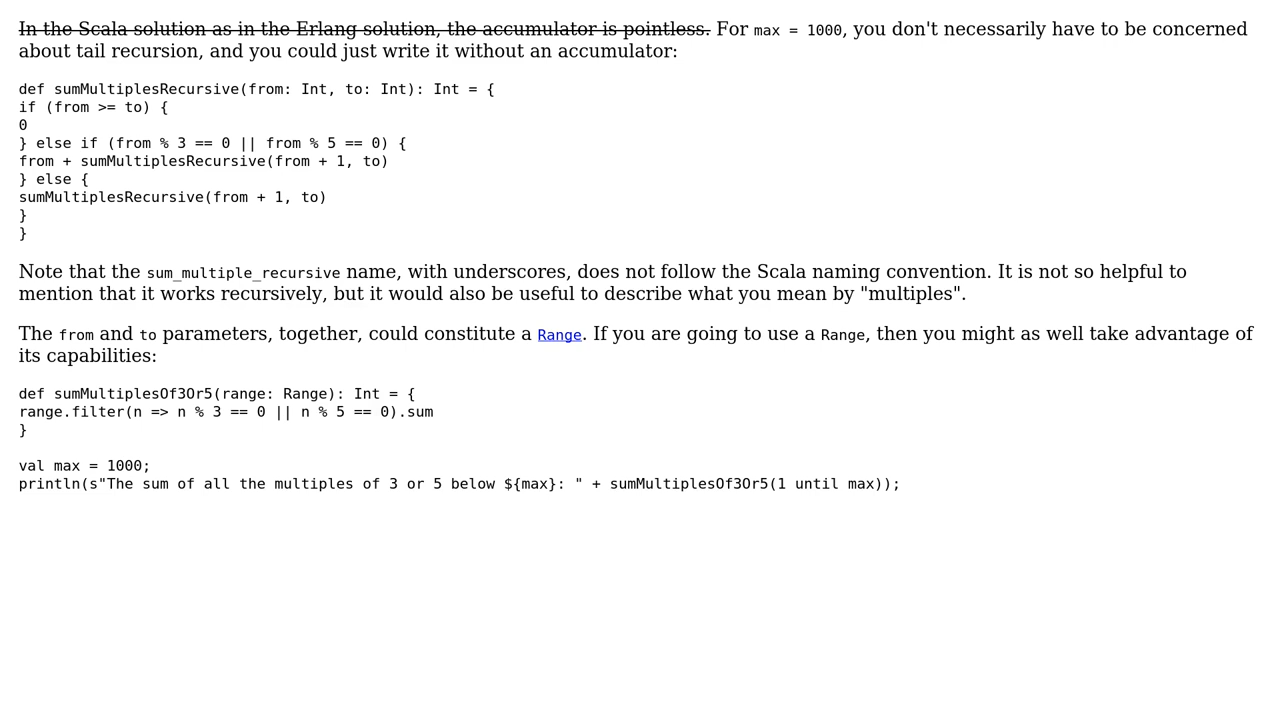 In the Scala solution as in the Erlang solution, the accumulator is pointless. For max = 1000, you don't necessarily have to be concerned
about tail recursion, and you could just write it without an accumulator:
def sumMultiplesRecursive(from: Int, to: Int): Int = {
if (from >= to) {
0
} else if (from % 3 == 0 || from % 5 == 0) {
from + sumMultiplesRecursive(from + 1, to)
} else {
sumMultiplesRecursive(from + 1, to)
}
}
Note that the sum_multiple_recursive name, with underscores, does not follow the Scala naming convention. It is not so helpful to
mention that it works recursively, but it would also be useful to describe what you mean by "multiples".
The from and to parameters, together, could constitute a Range. If you are going to use a Range, then you might as well take advantage of
its capabilities:
def sumMultiplesOf3Or5(range: Range): Int = {
range.filter(n => n % 3 == 0 || n % 5 == 0).sum
}
val max = 1000;
println(s"The sum of all the multiples of 3 or 5 below ${max}: " + sumMultiplesOf3Or5(1 until max));